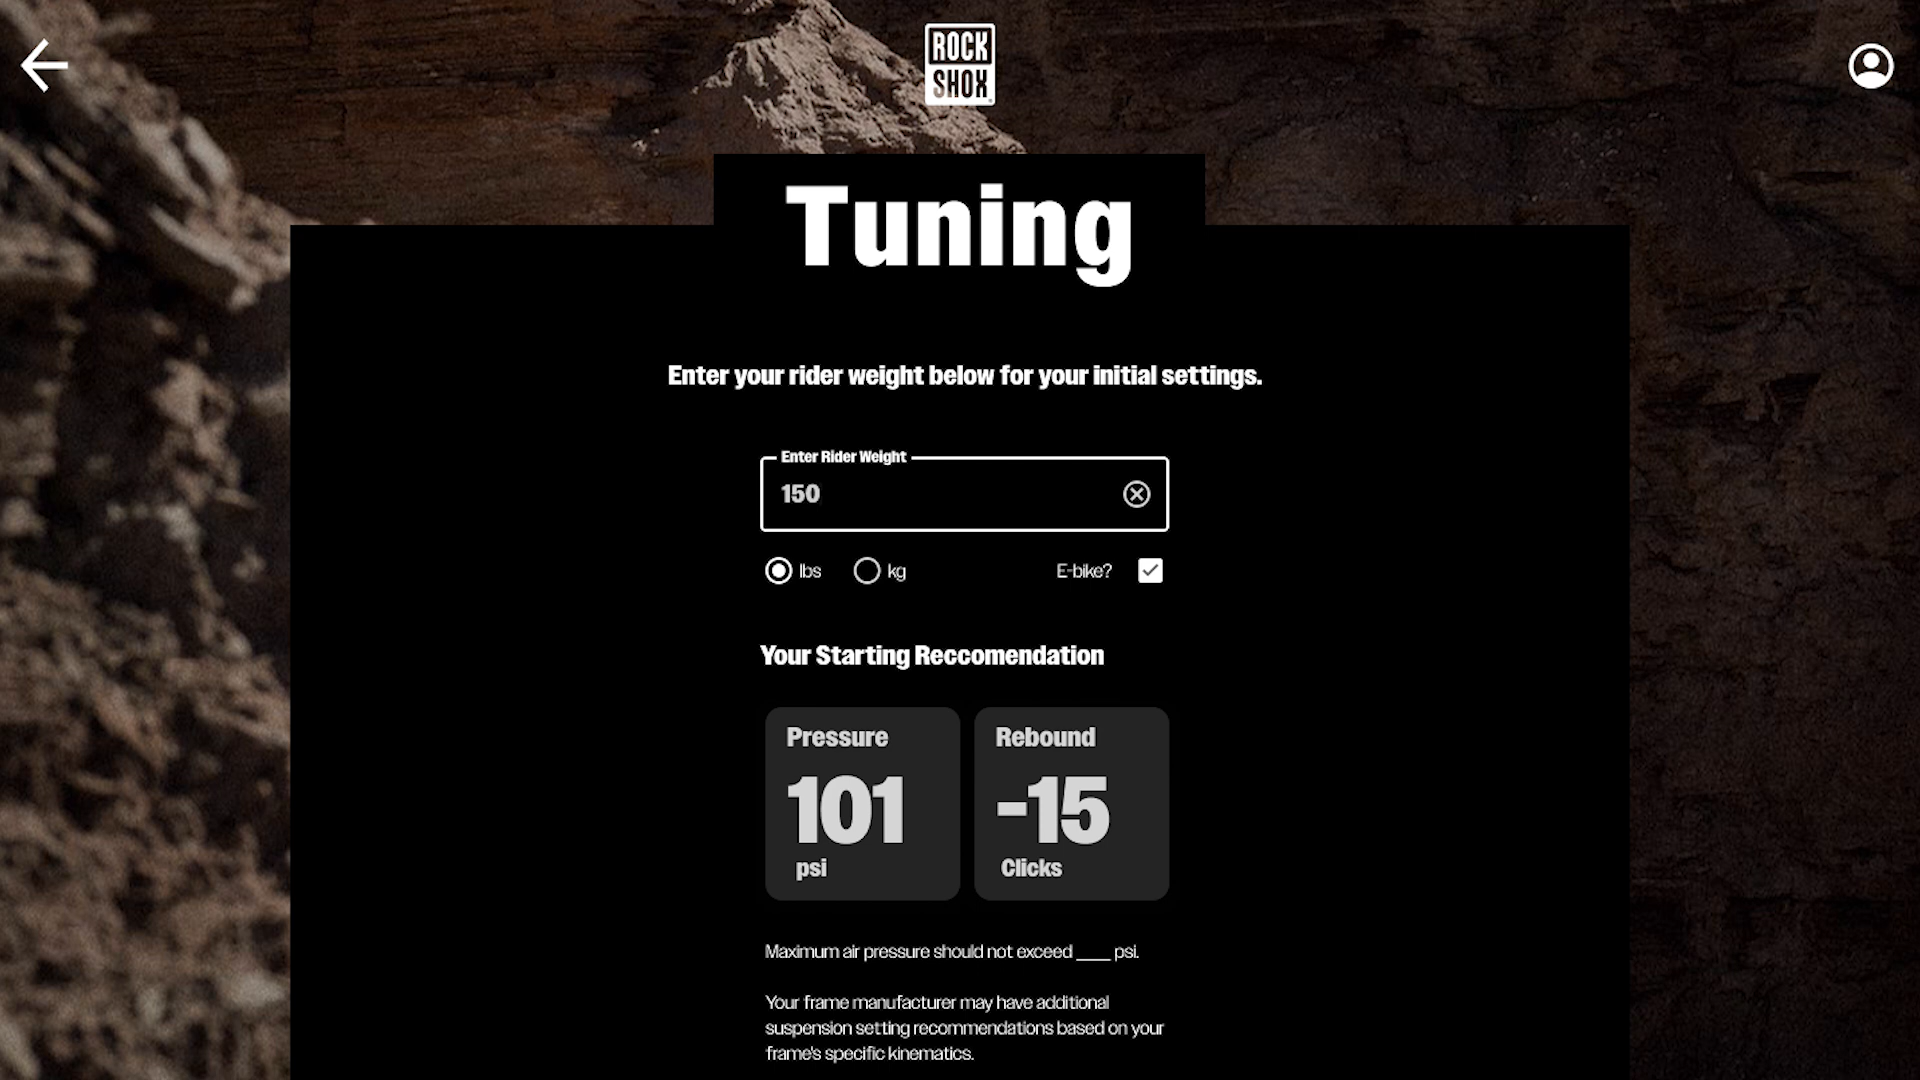 ROCK
SHOX
Tuning
Enter your rider weight below for your initial settings.
Enter Rider Weight
150
lbs kg E-bike?
Your Starting Reccomendation
Pressure Rebound
101 -15
psi Clicks
Maximum air pressure should not exceed ____ psi.
Your frame manufacturer may have additional
suspension setting recommendations based on your
frame's specific kinematics.